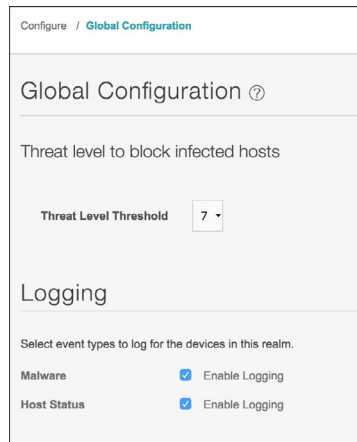 Configure / Global Configuration
Global Configuration ?
Threat level to block infected hosts
Threat Level Threshold 7
Logging
Select event types to log for the devices in this realm.
Malware Enable Logging
Host Status Enable Logging